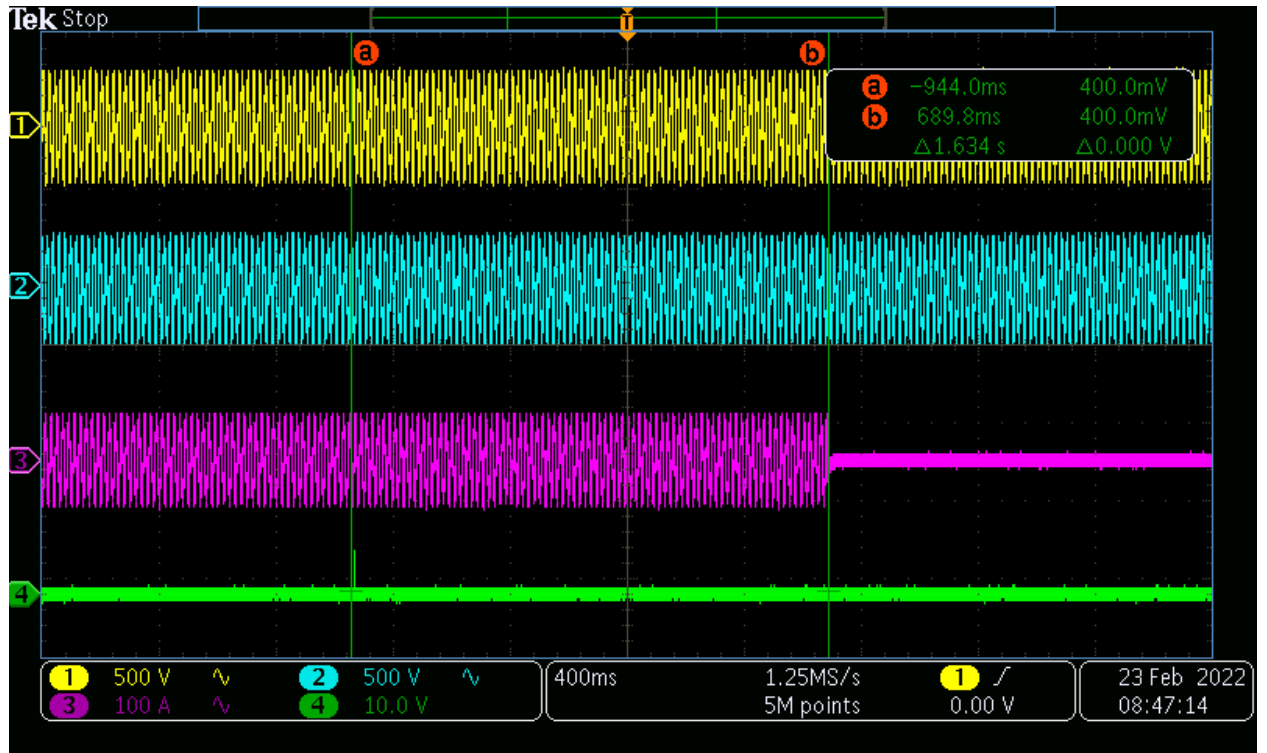 Tek Stop
T
a
b
a -944.0ms 400.0mV
b 689.8ms 400.0mV
△1.634 s △0.000 V
1
2
3
4
1 500 V 2 500 V
3 100 A 4 10.0 V
400ms 1.25MS/s 1
5M points 0.00 V
23 Feb 2022
08:47:14